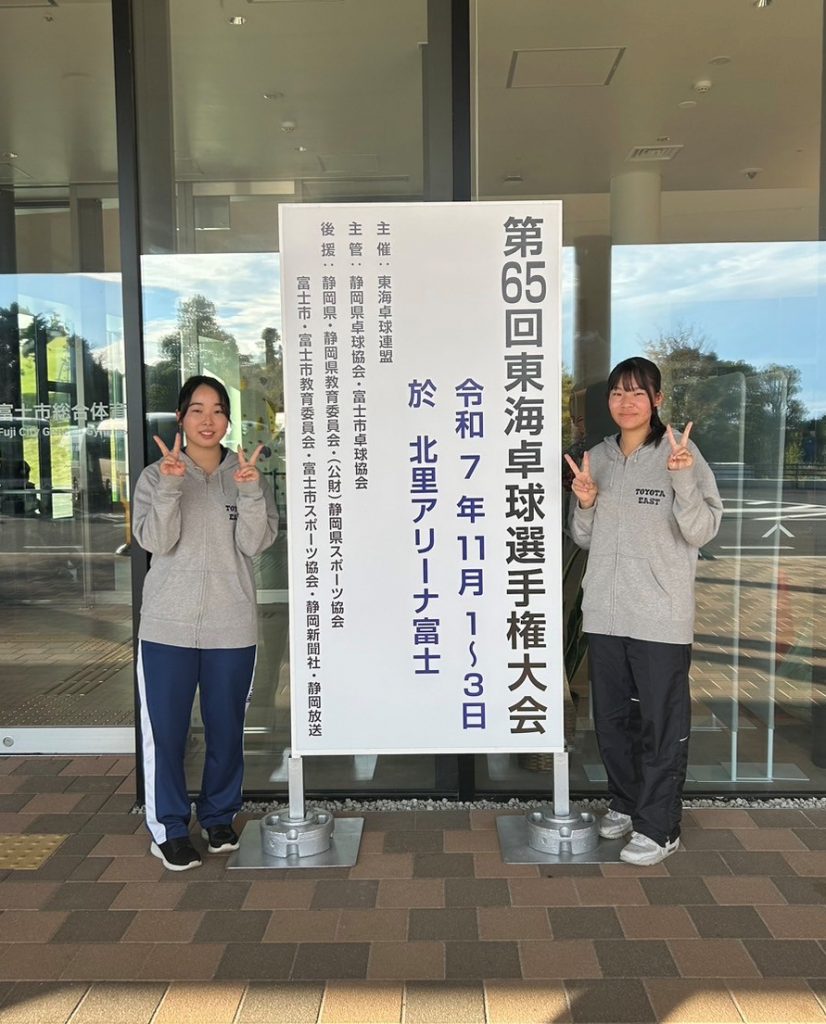 第65回東海卓球選手権大会
令和 7 年 11月 1～3日
於 北里アリーナ富士
主 催：東海卓球連盟
主 管：静岡県卓球協会・富士市卓球協会
後 援：静岡県・静岡県教育委員会・(公財)静岡県スポーツ協会
富士市・富士市教育委員会・富士市スポーツ協会・静岡新聞社・静岡放送
富士市総合体育
Fuji City General Gymn
TOYOTA
EAST
TOYOTA
EAST